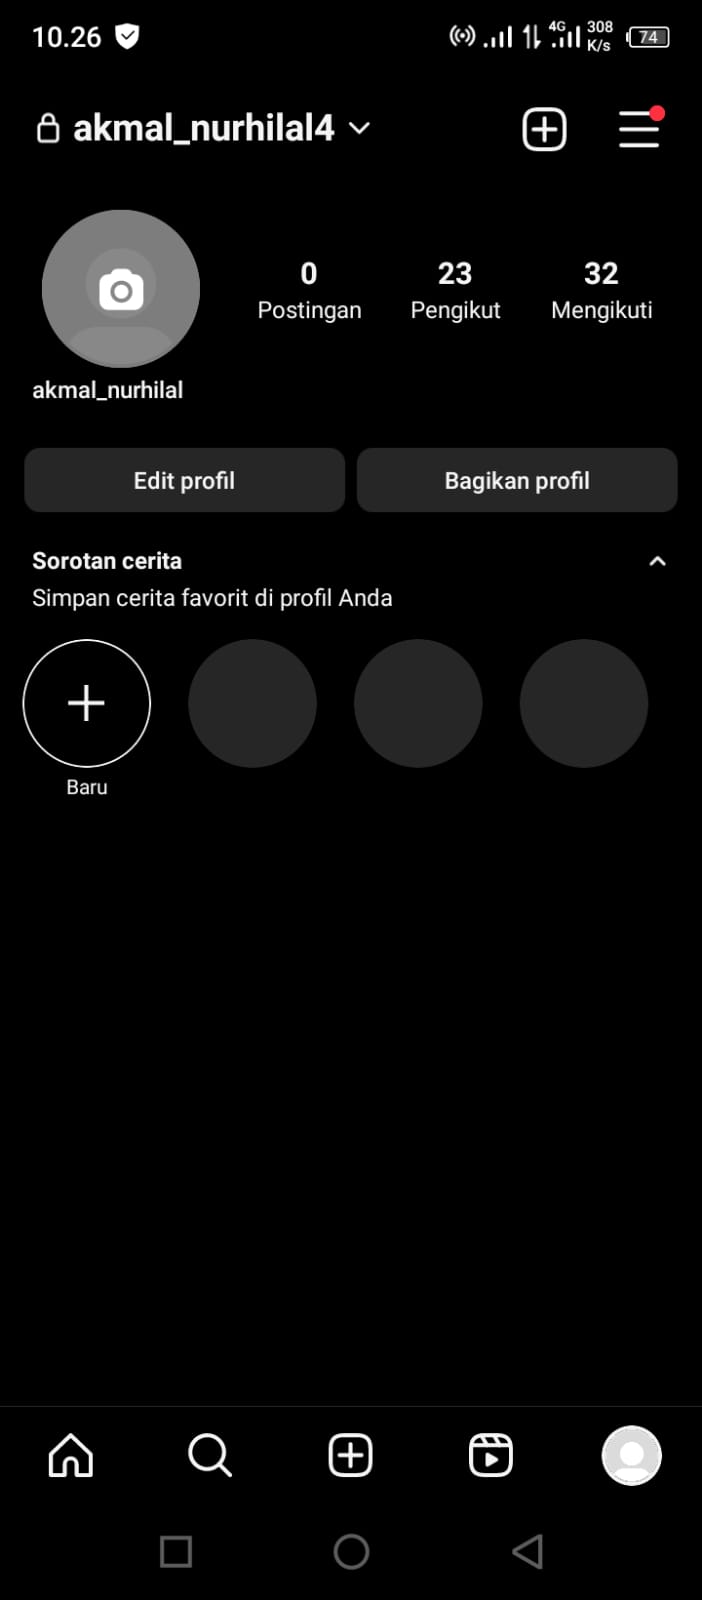 10.26
4G
308
K/s
74
akmal_nurhilal4
0
23
32
Postingan
Pengikut
Mengikuti
akmal_nurhilal
Edit profil
Bagikan profil
Sorotan cerita
Simpan cerita favorit di profil Anda
Baru